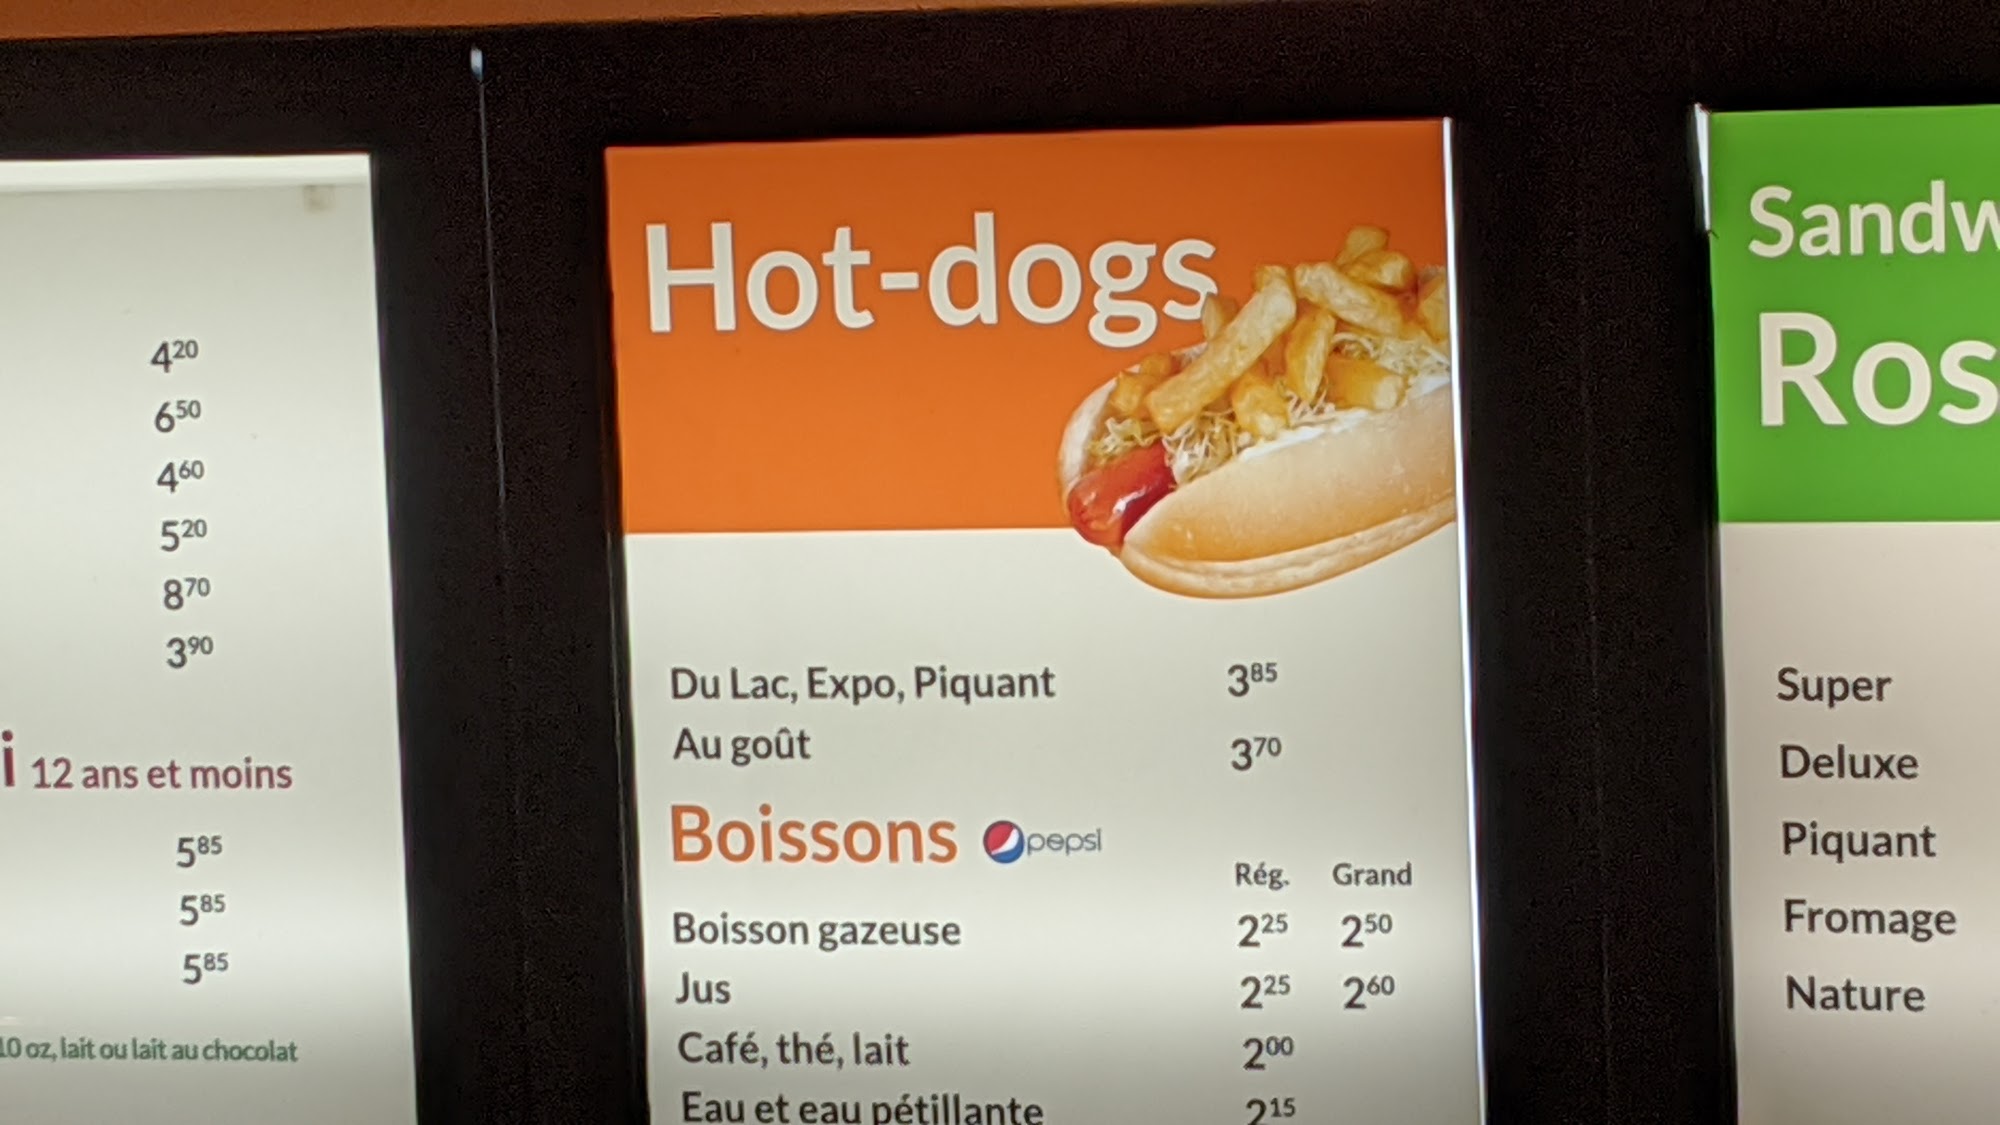 4²⁰
6⁵⁰
4⁶⁰
5²⁰
8⁷⁰
3⁹⁰
12 ans et moins
5⁸⁵
5⁸⁵
5⁸⁵
10 oz, lait ou lait au chocolat
Hot-dogs
Du Lac, Expo, Piquant 3⁸⁵
Au goût 3⁷⁰
Boissons pepsi
Rég. Grand
Boisson gazeuse 2²⁵ 2⁵⁰
Jus 2²⁵ 2⁶⁰
Café, thé, lait 2⁰⁰
Eau et eau pétillante 2¹⁵
Sandw
Ros
Super
Deluxe
Piquant
Fromage
Nature